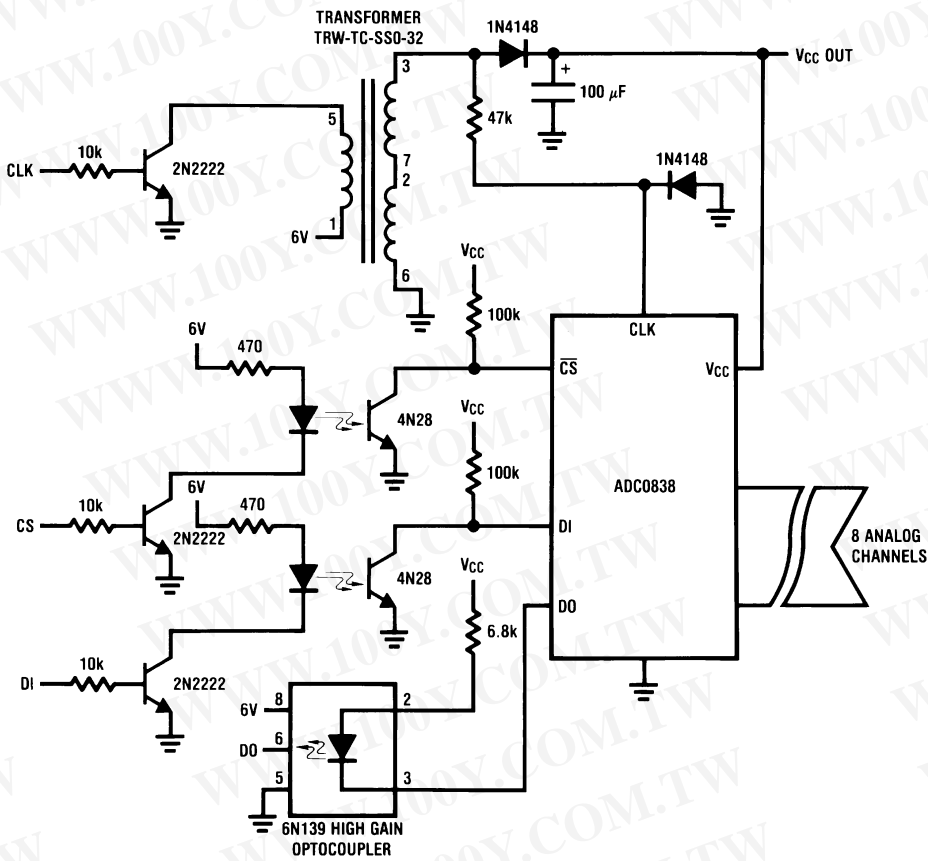 TRANSFORMER
TRW-TC-SS0-32
1N4148
VCC OUT
3
+
100 μF
5
47k
10k
CLK
2N2222
7
2
1N4148
1
6V
6
VCC
100k
CLK
6V
470
CS
VCC
4N28
VCC
100k
ADC0838
10k
6V
470
CS
2N2222
DI
8 ANALOG
CHANNELS
4N28
VCC
DO
6.8k
10k
DI
2N2222
6V
8
2
DO
6
5
3
6N139 HIGH GAIN
OPTOCOUPLER
WWW.100Y.COM.TW